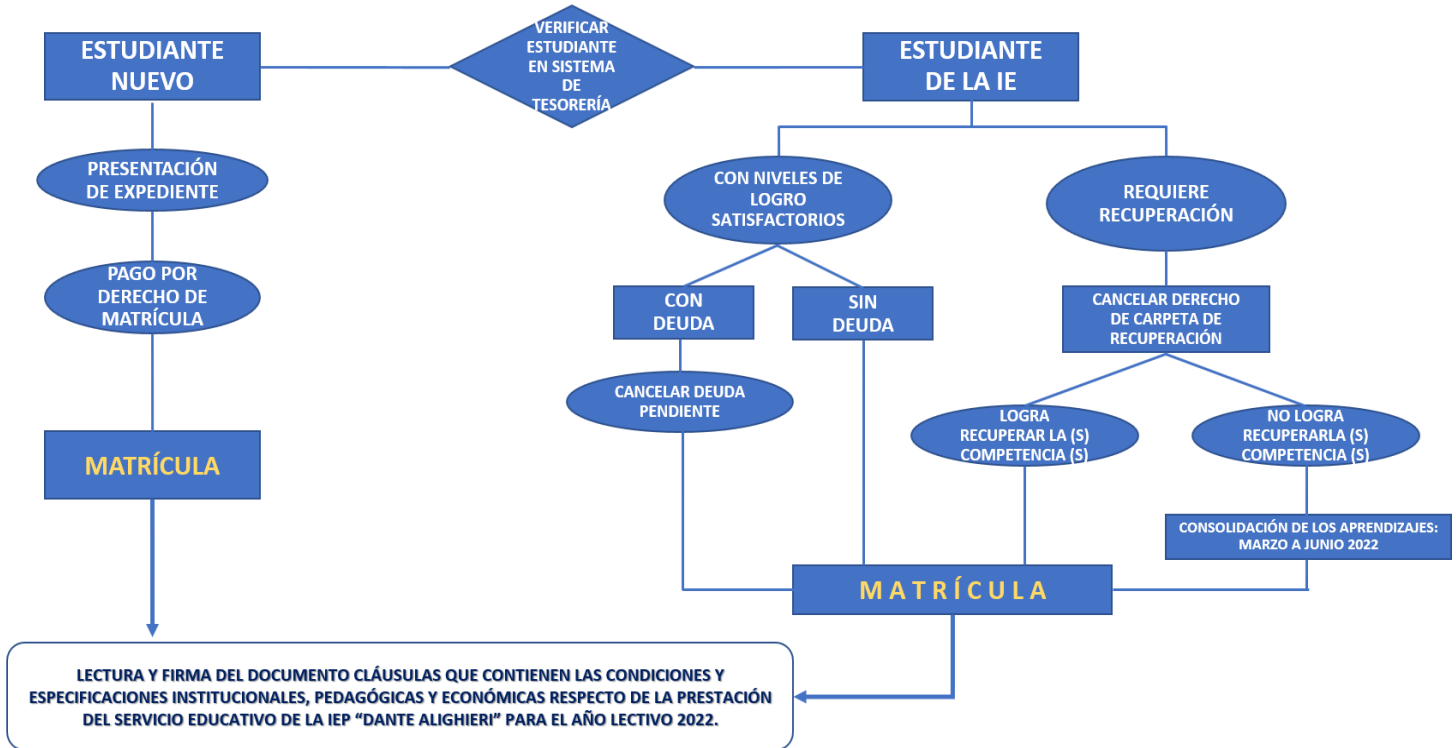 VERIFICAR
ESTUDIANTE
EN SISTEMA
DE
TESORERÍA
ESTUDIANTE
NUEVO
ESTUDIANTE
DE LA IE
PRESENTACIÓN
DE EXPEDIENTE
CON NIVELES DE
LOGRO
SATISFACTORIOS
REQUIERE
RECUPERACIÓN
PAGO POR
DERECHO DE
MATRÍCULA
CON
DEUDA
SIN
DEUDA
CANCELAR DERECHO
DE CARPETA DE
RECUPERACIÓN
CANCELAR DEUDA
PENDIENTE
LOGRA
RECUPERAR LA (S)
COMPETENCIA (S)
NO LOGRA
RECUPERARLA (S)
COMPETENCIA (S)
MATRÍCULA
CONSOLIDACIÓN DE LOS APRENDIZAJES:
MARZO A JUNIO 2022
MATRÍCULA
LECTURA Y FIRMA DEL DOCUMENTO CLÁUSULAS QUE CONTIENEN LAS CONDICIONES Y
ESPECIFICACIONES INSTITUCIONALES, PEDAGÓGICAS Y ECONÓMICAS RESPECTO DE LA PRESTACIÓN
DEL SERVICIO EDUCATIVO DE LA IEP “DANTE ALIGHIERI” PARA EL AÑO LECTIVO 2022.